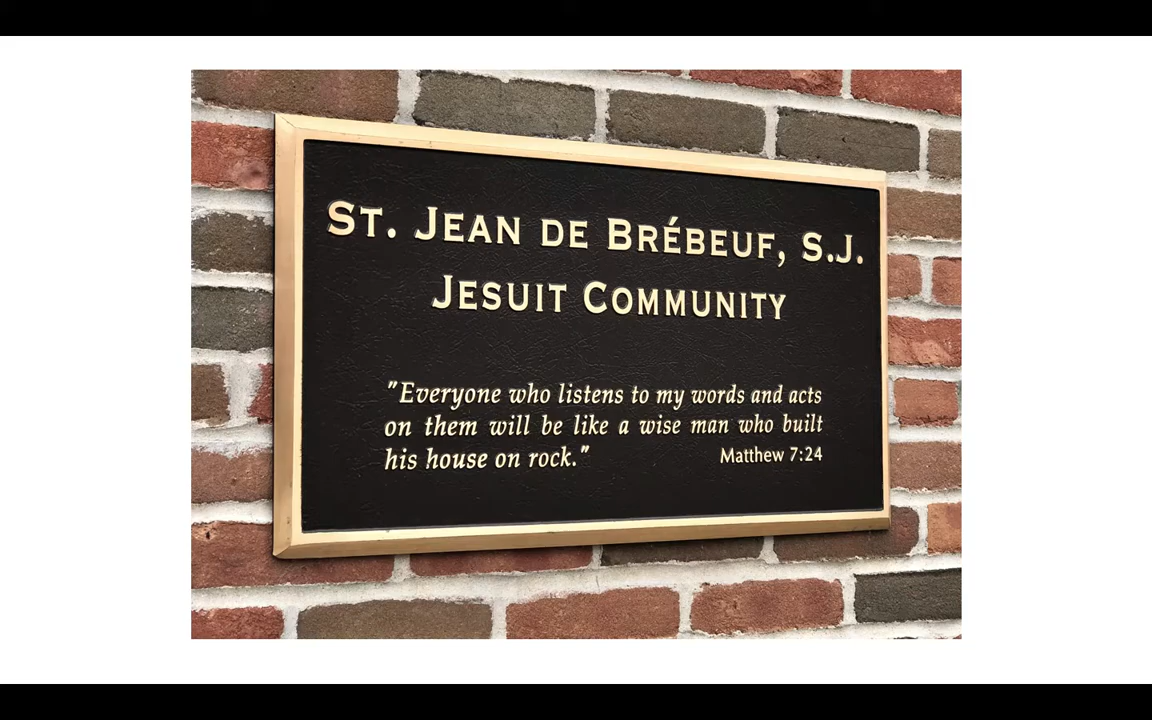 St. Jean de Brébeuf, S.J.
Jesuit Community
"Everyone who listens to my words and acts
on them will be like a wise man who built
his house on rock." Matthew 7:24